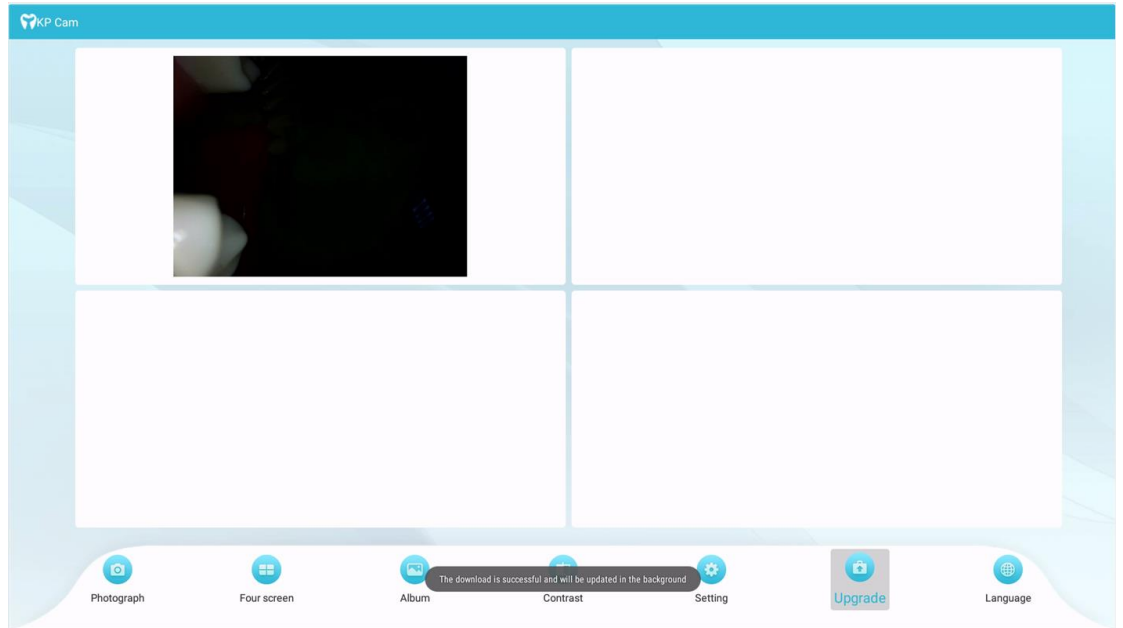 KP Cam
The download is successful and will be updated in the background
Photograph
Four screen
Album
Contrast
Setting
Upgrade
Language